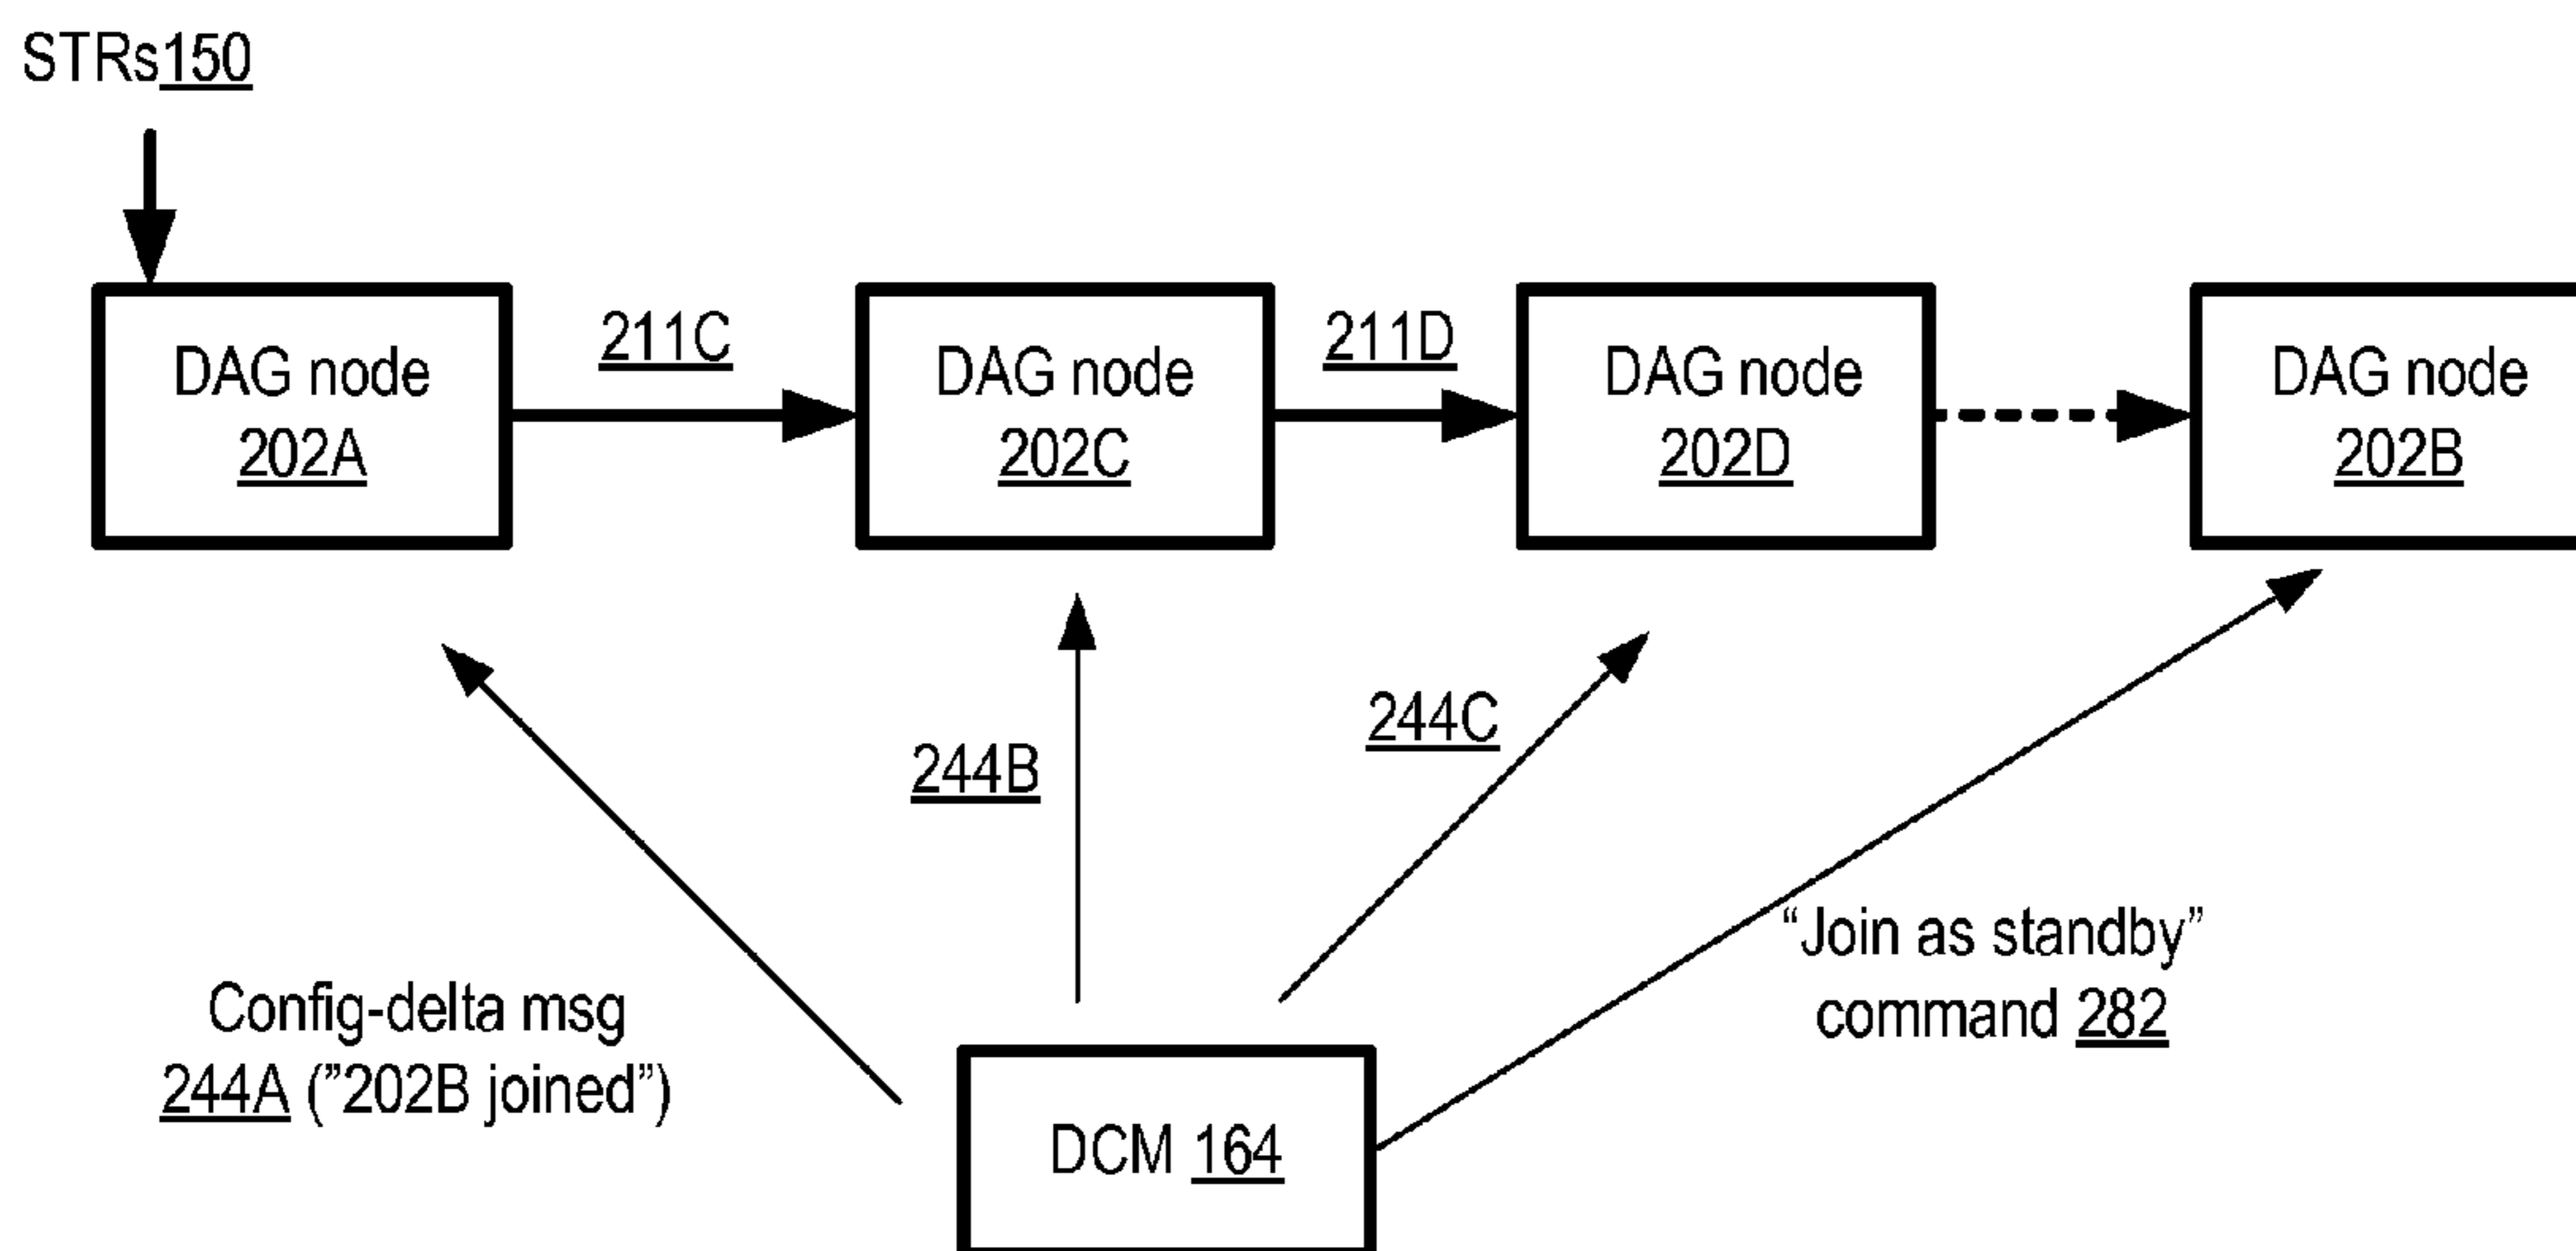 STRs150
211C
211D
DAG node
202A
DAG node
202C
DAG node
202D
DAG node
202B
244C
244B
“Join as standby”
command 282
Config-delta msg
244A (”202B joined”)
DCM 164